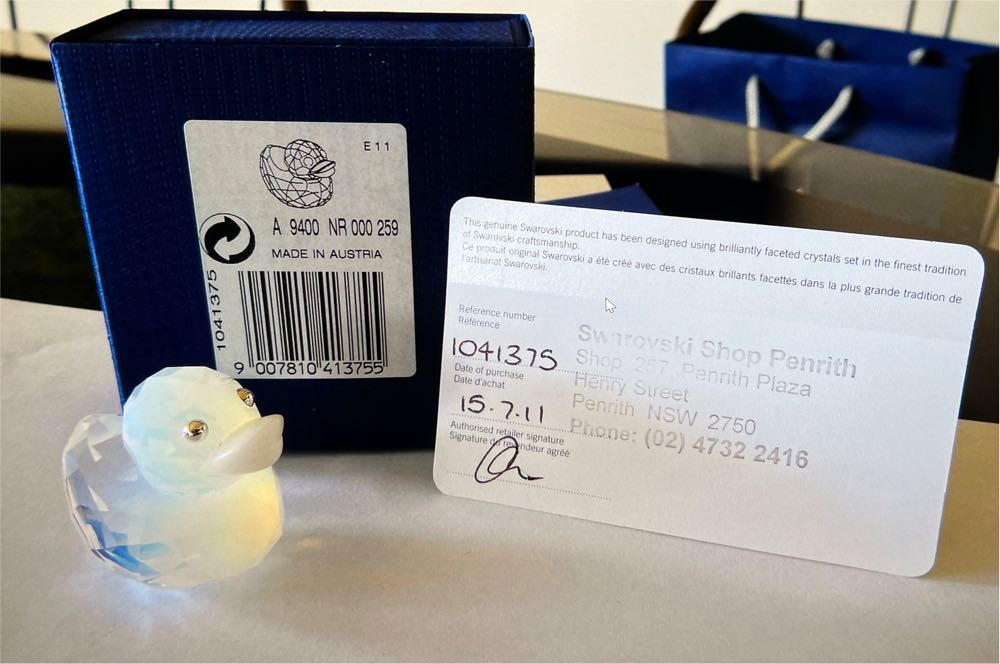 E11
A 9400 NR 000 259
MADE IN AUSTRIA
1041375
9 007810 413755
This genuine Swarovski product has been designed using brilliantly faceted crystals set in the finest tradition
of Swarovski craftsmanship.
Ce produit original Swarovski a été créé avec des cristaux brillants facettés dans la plus grande tradition de
l'artisanat Swarovski.
Reference number
Référence
1041375
Date of purchase
Date d'achat
15.7.11
Authorised retailer signature
Signature du revendeur agréé
Swarovski Shop Penrith
Shop 257, Penrith Plaza
Henry Street
Penrith NSW 2750
Phone: (02) 4732 2416